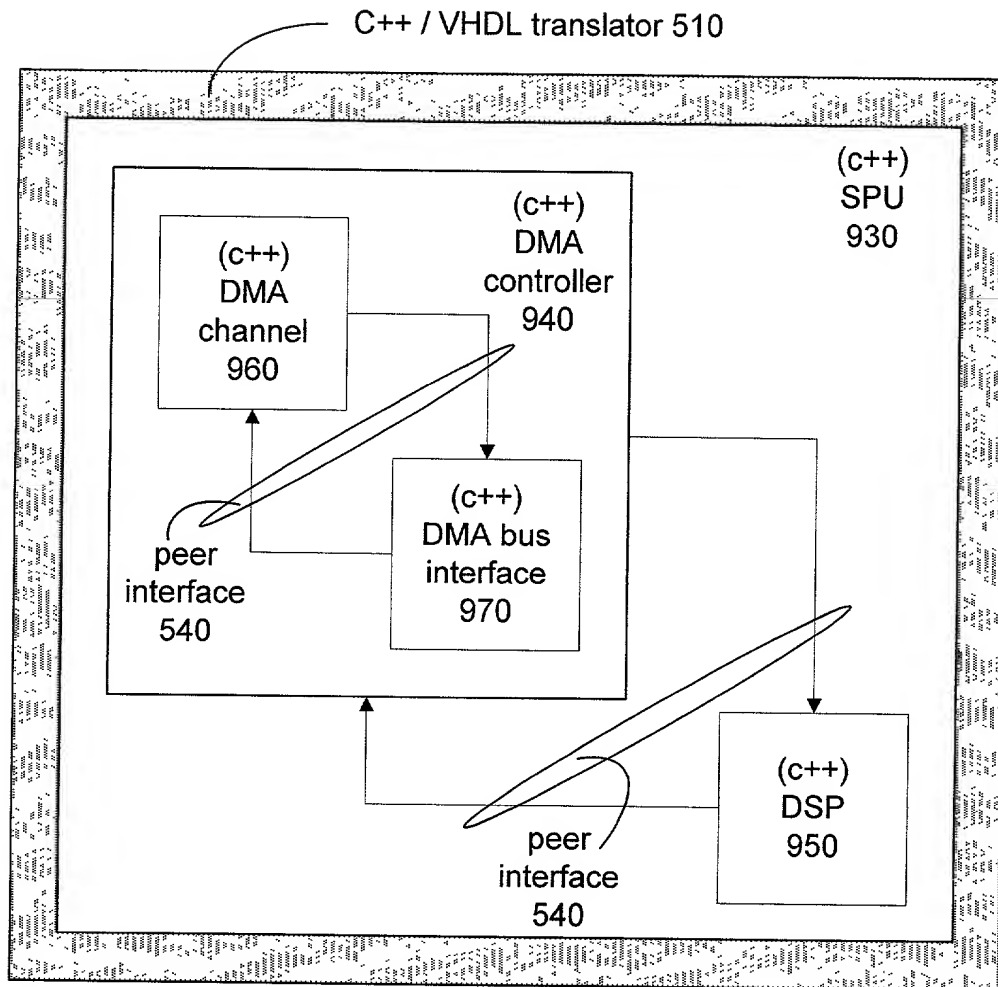 C++ / VHDL translator 510
(c++)
SPU
930
(c++)
DMA
controller
940
(c++)
DMA
channel
960
(c++)
DMA bus
interface
970
peer
interface
540
(c++)
DSP
950
peer
interface
540